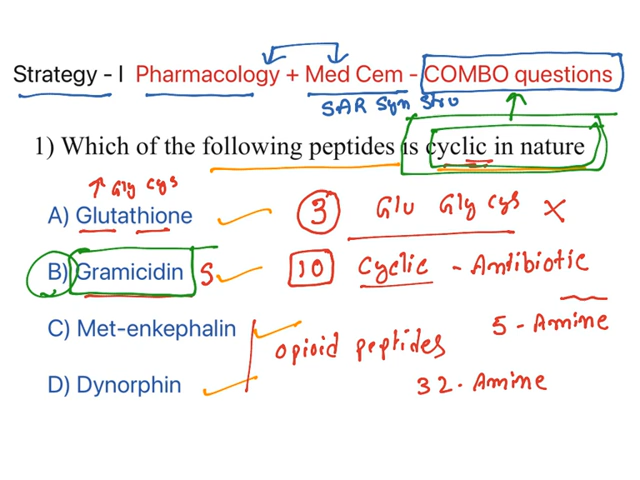 Strategy - I Pharmacology + Med Cem - COMBO questions
SAR Syn Stru
1) Which of the following peptides is cyclic in nature
↑ Gly Cys
A) Glutathione 3 Glu Gly Cys X
B) Gramicidin S 10 Cyclic - Antibiotic
C) Met-enkephalin 5 - Amine
opioid peptides
D) Dynorphin 32 - Amine